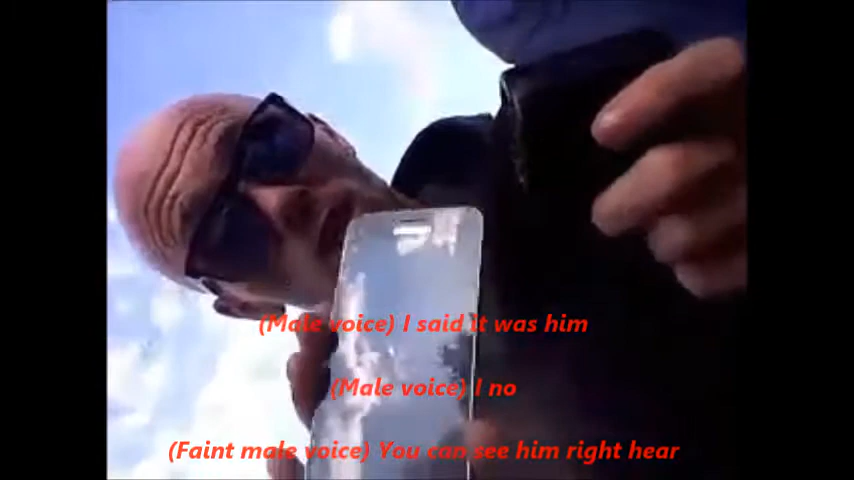 (Male voice) I said it was him
(Male voice) I no
(Faint male voice) You can see him right hear